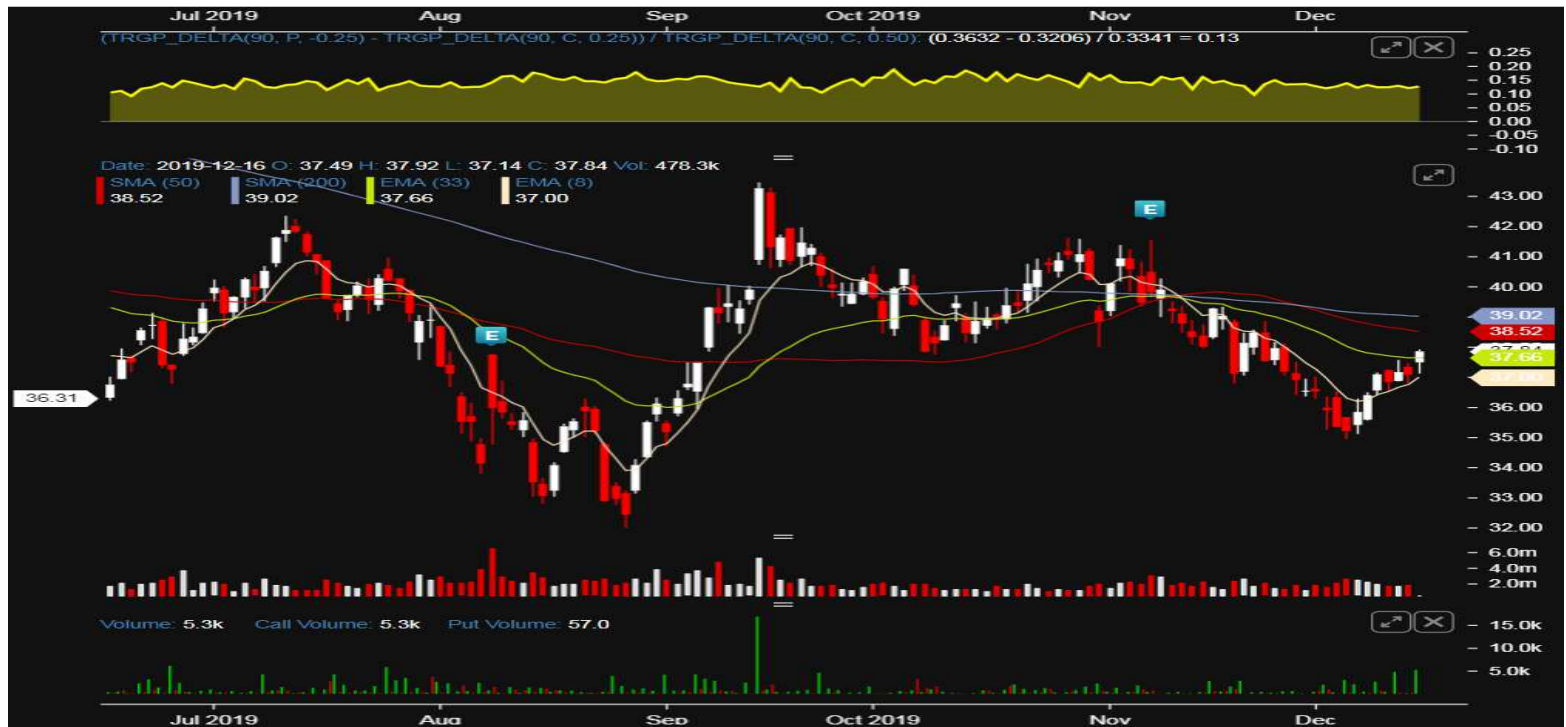 Jul 2019 Aug Sep Oct 2019 Nov Dec
(TRGP_DELTA(90, P, -0.25) - TRGP_DELTA(90, C, 0.25)) / TRGP_DELTA(90, C, 0.50): (0.3632 - 0.3206) / 0.3341 = 0.13
0.25
0.20
0.15
0.10
0.05
0.00
-0.05
-0.10
Date: 2019-12-16 O: 37.49 H: 37.92 L: 37.14 C: 37.84 Vol: 478.3k
SMA (50) SMA (200) EMA (33) EMA (8)
38.52 39.02 37.66 37.00
43.00
E
42.00
41.00
40.00
39.02
38.52
E
37.84
37.66
37.00
36.31
36.00
35.00
34.00
33.00
32.00
6.0m
4.0m
2.0m
Volume: 5.3k Call Volume: 5.3k Put Volume: 57.0
15.0k
10.0k
5.0k
Jul 2019 Aug Sep Oct 2019 Nov Dec